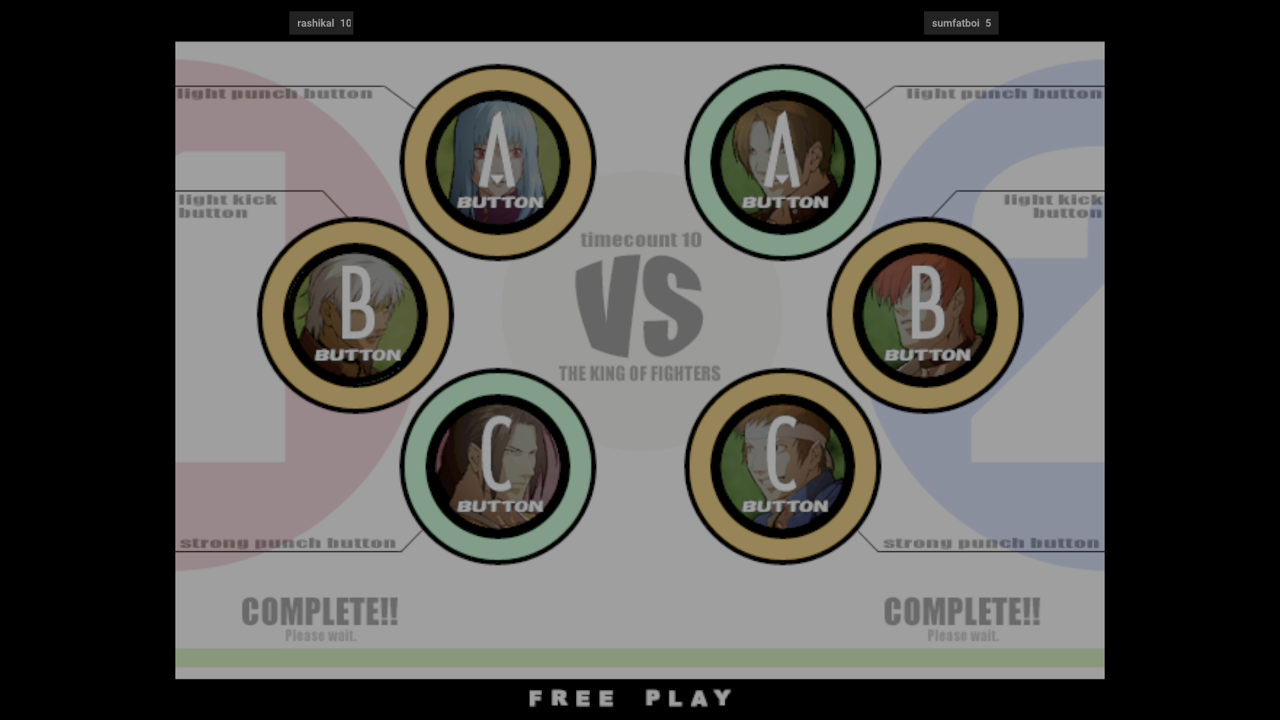 rashikal 10
sumfatboi 5
light punch button
light punch button
A
BUTTON
A
BUTTON
light kick
button
light kick
button
1
2
timecount 10
VS
THE KING OF FIGHTERS
B
BUTTON
B
BUTTON
C
BUTTON
C
BUTTON
strong punch button
strong punch button
COMPLETE!!
Please wait.
COMPLETE!!
Please wait.
FREE PLAY